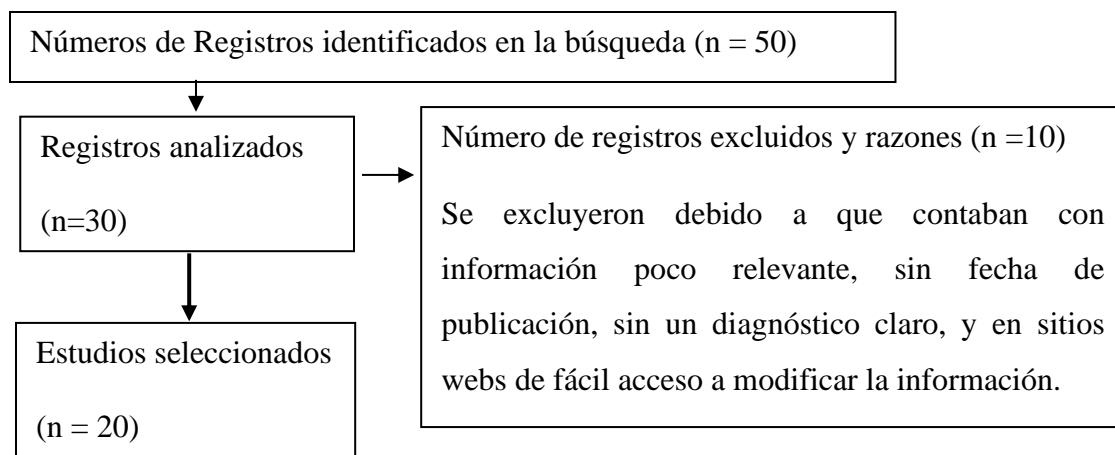 Números de Registros identificados en la búsqueda (n = 50)
Registros analizados
(n=30)
Número de registros excluidos y razones (n =10)
Se excluyeron debido a que contaban con
información poco relevante, sin fecha de
publicación, sin un diagnóstico claro, y en sitios
webs de fácil acceso a modificar la información.
Estudios seleccionados
(n = 20)